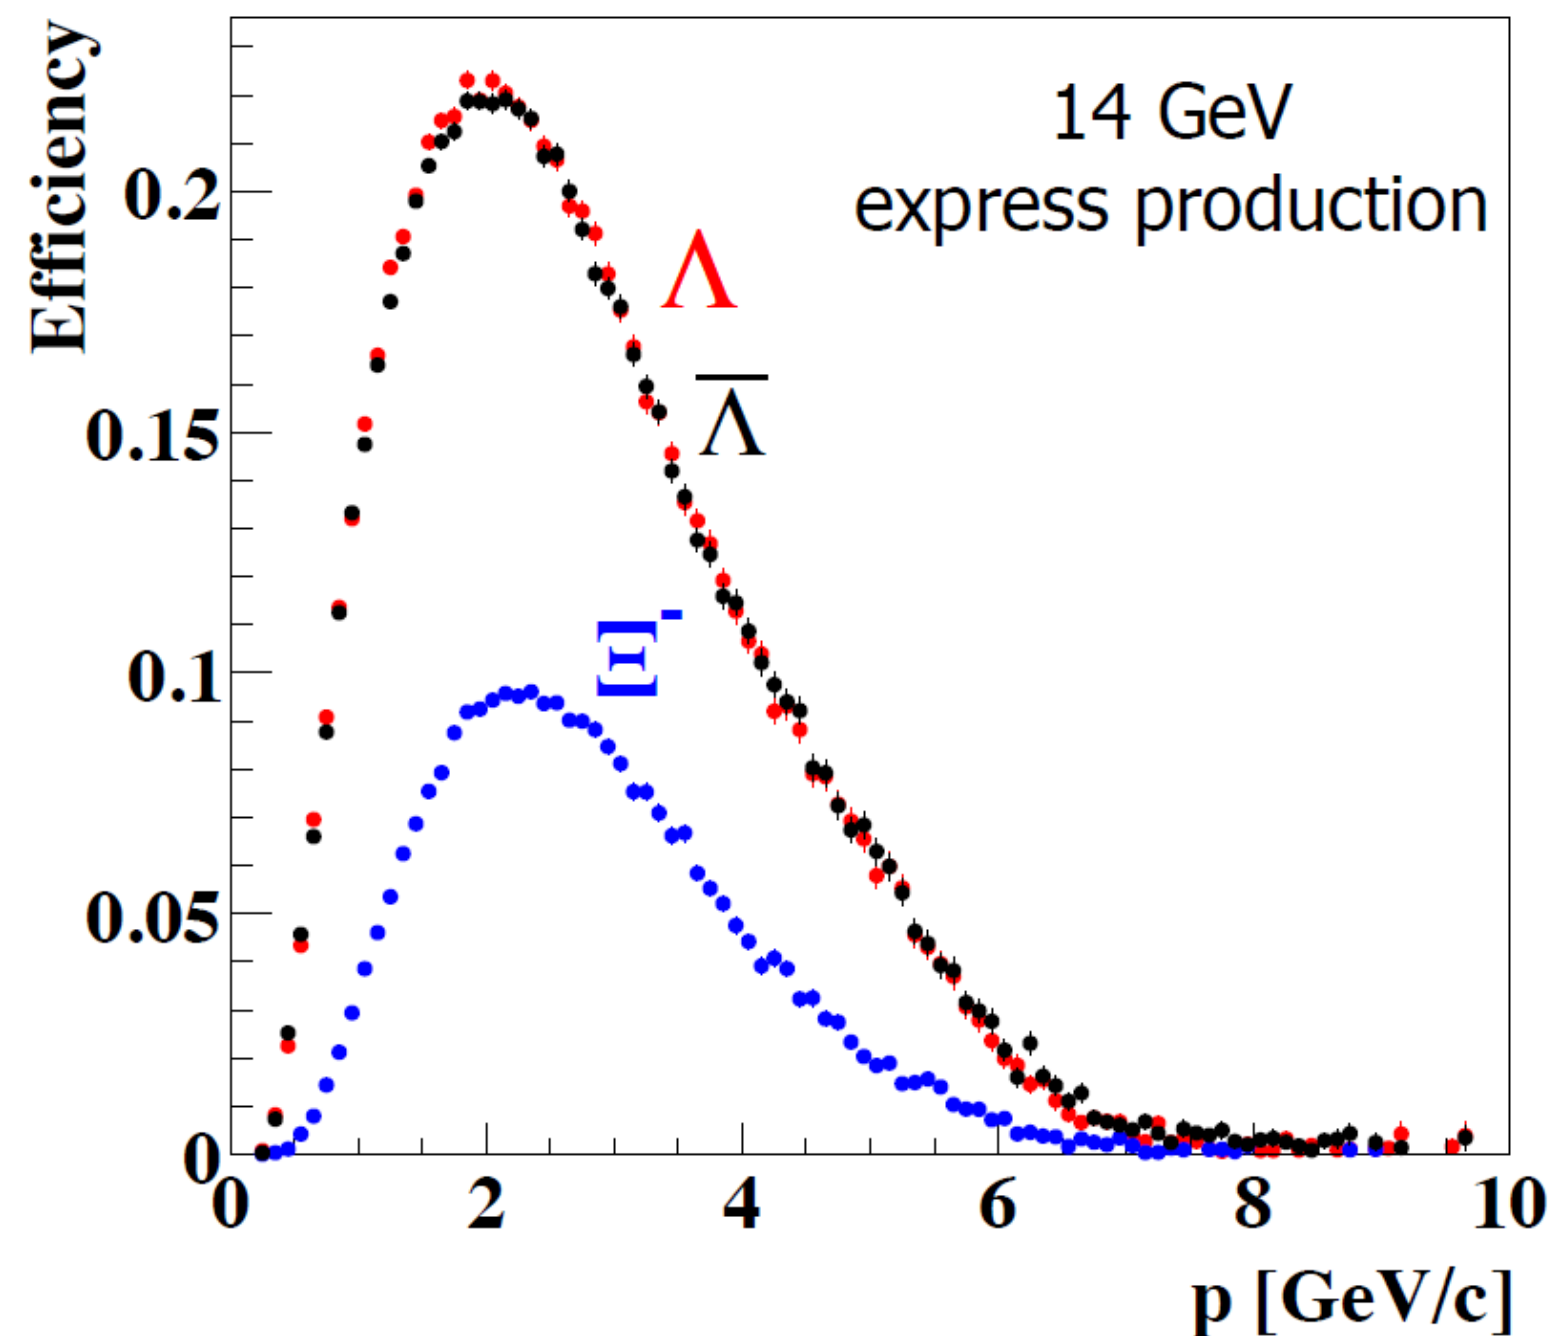 Efficiency
14 GeV
express production
Λ
Λ̅
Ξ⁻
0.2
0.15
0.1
0.05
0
0 2 4 6 8 10
p [GeV/c]